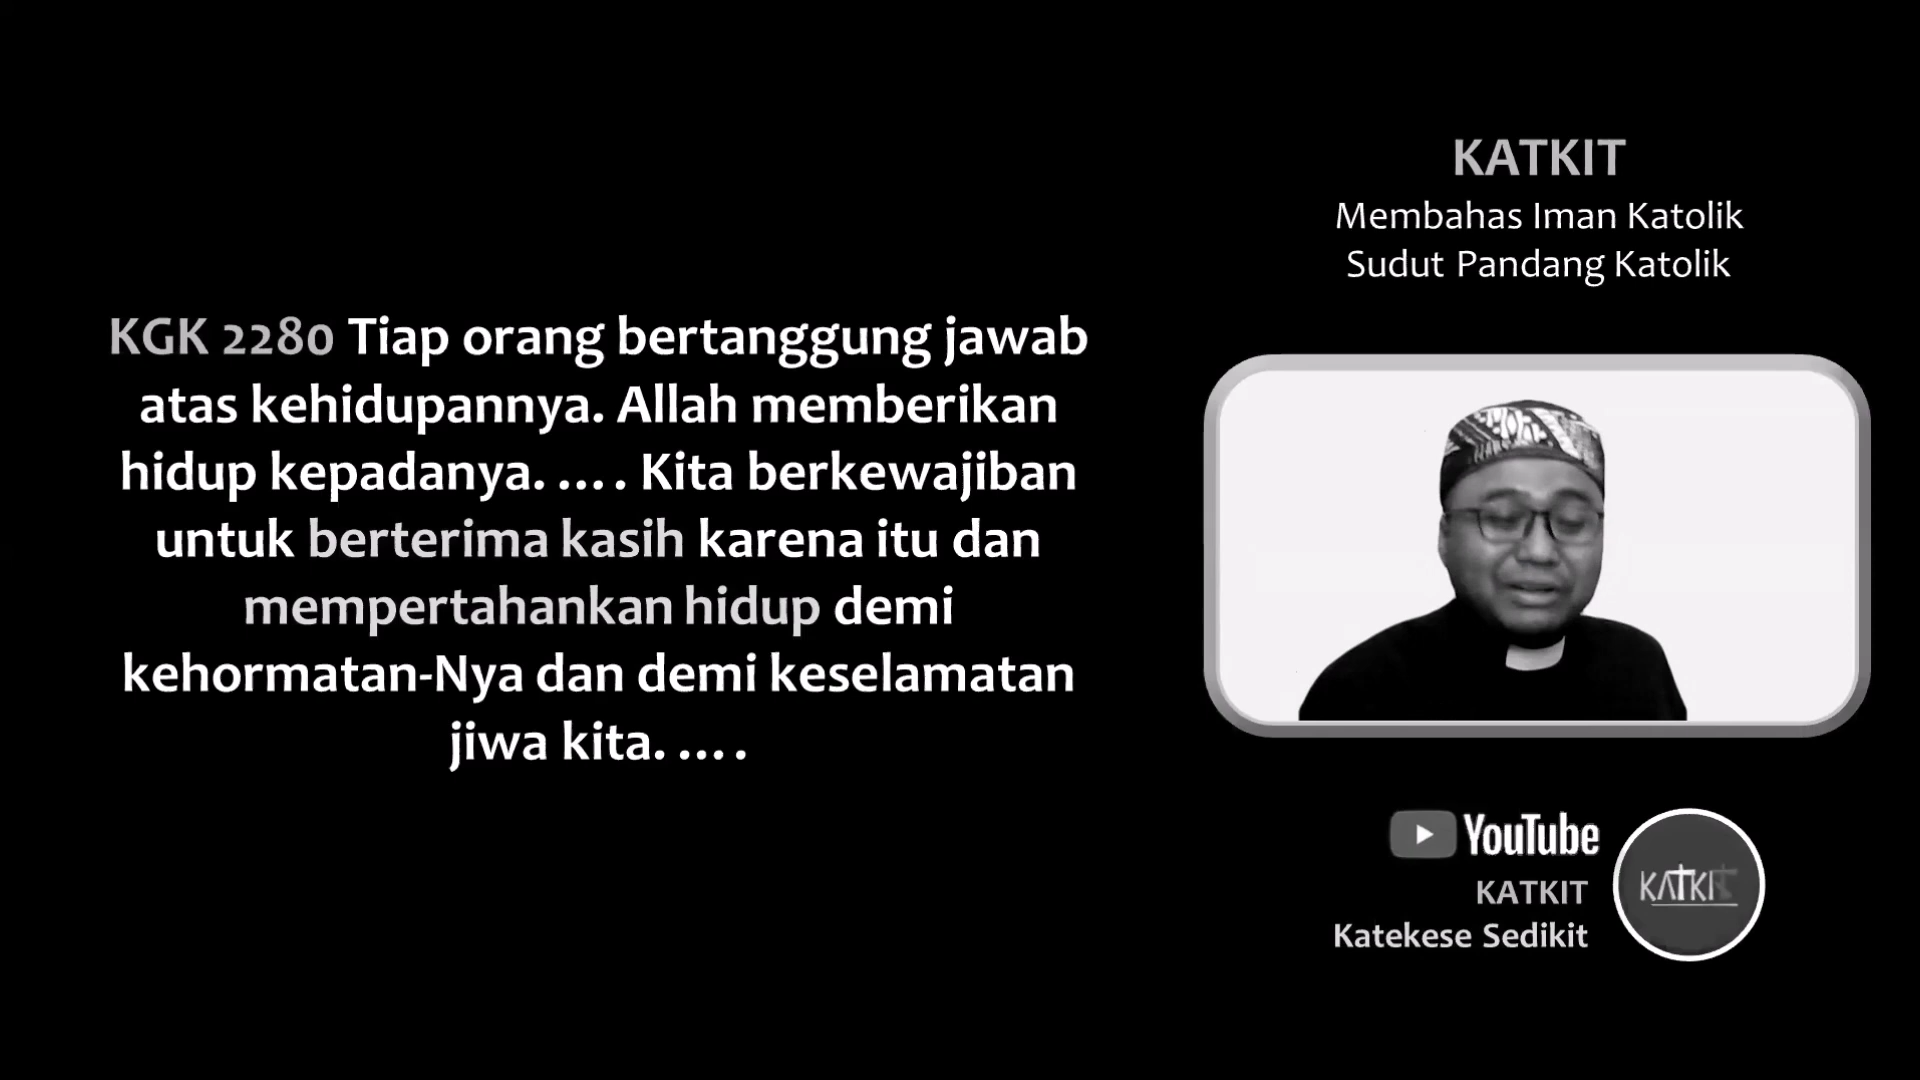 KGK 2280 Tiap orang bertanggung jawab
atas kehidupannya. Allah memberikan
hidup kepadanya. .... Kita berkewajiban
untuk berterima kasih karena itu dan
mempertahankan hidup demi
kehormatan-Nya dan demi keselamatan
jiwa kita. ....
KATKIT
Membahas Iman Katolik
Sudut Pandang Katolik
YouTube
KATKIT
Katekese Sedikit
KATKIT